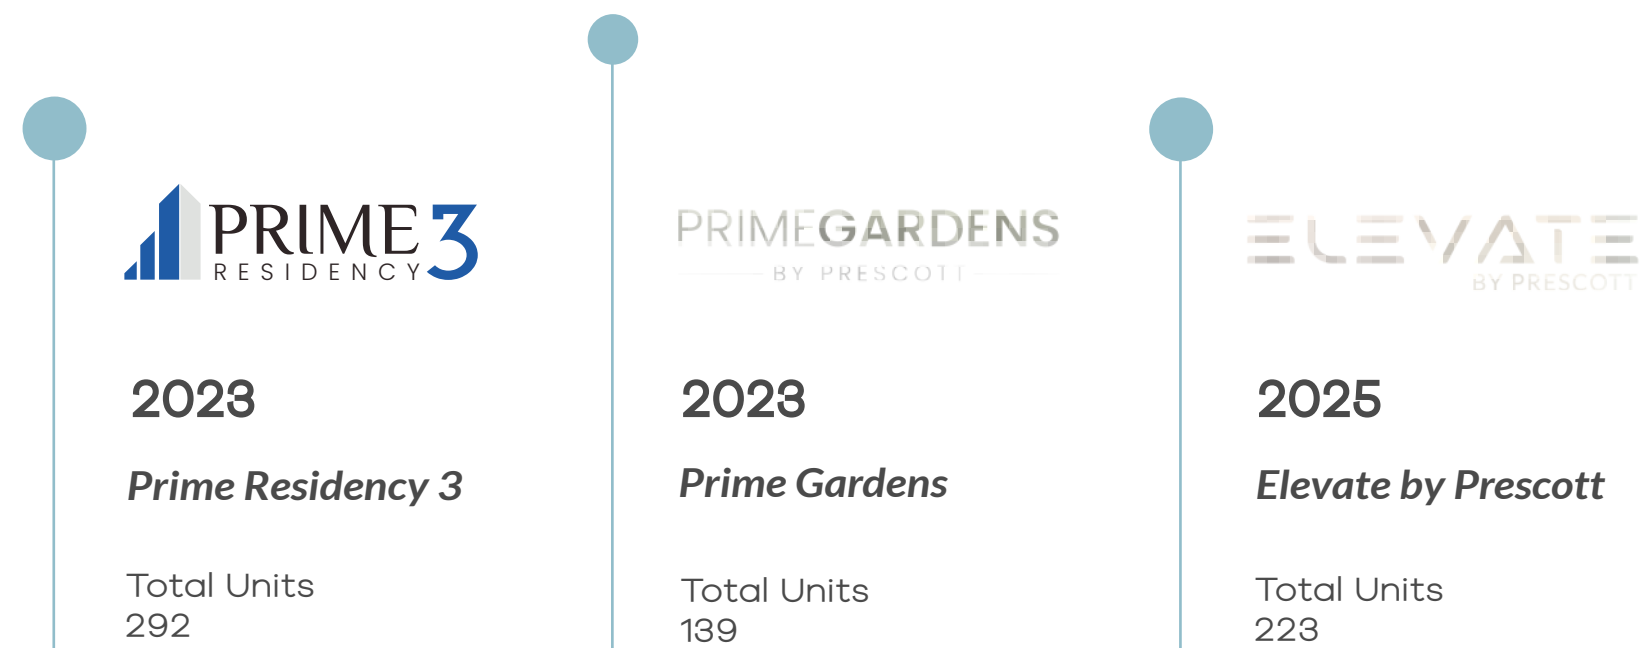 PRIME 3
RESIDENCY
2023
Prime Residency 3
Total Units
292
PRIMEGARDENS
BY PRESCOTT
2023
Prime Gardens
Total Units
139
ELEVATE
BY PRESCOTT
2025
Elevate by Prescott
Total Units
223